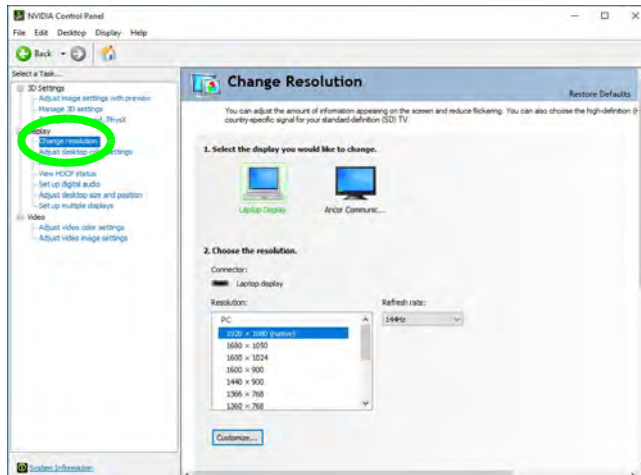 NVIDIA Control Panel
File Edit Desktop Display Help
Back
Select a Task...
3D Settings
Adjust image settings with preview
Manage 3D settings
PhysX
Display
Change resolution
Adjust desktop color settings
View HDCP status
Set up digital audio
Adjust desktop size and position
Set up multiple displays
Video
Adjust video color settings
Adjust video image settings
System Information
Change Resolution
Restore Defaults
You can adjust the amount of information appearing on the screen and reduce flickering. You can also choose the high-definition (H
country-specific signal for your standard-definition (SD) TV.
1. Select the display you would like to change.
Laptop Display
Ancor Communic...
2. Choose the resolution.
Connector:
Laptop display
Resolution:
Refresh rate:
PC
144Hz
1920 × 1080 (native)
1680 × 1050
1600 × 1024
1600 × 900
1440 × 900
1366 × 768
1360 × 768
Customize...